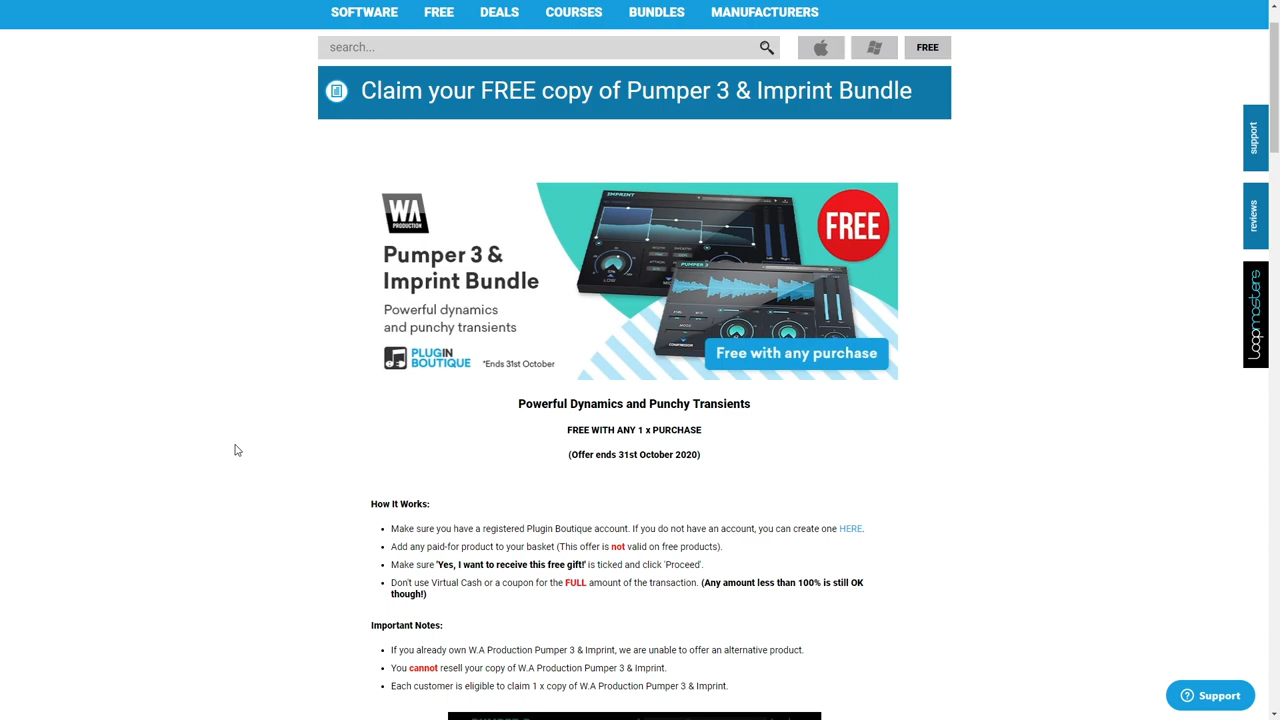 SOFTWARE FREE DEALS COURSES BUNDLES MANUFACTURERS
search... FREE
Claim your FREE copy of Pumper 3 & Imprint Bundle
support
reviews
loopmasters
WA
PRODUCTION
Pumper 3 &
Imprint Bundle
Powerful dynamics
and punchy transients
PLUGIN
BOUTIQUE
*Ends 31st October
IMPRINT
LOW
PUMPER 3
MODE
COMPRESSOR
FREE
Free with any purchase
Powerful Dynamics and Punchy Transients
FREE WITH ANY 1 x PURCHASE
(Offer ends 31st October 2020)
How It Works:
Make sure you have a registered Plugin Boutique account. If you do not have an account, you can create one HERE.
Add any paid-for product to your basket (This offer is not valid on free products).
Make sure 'Yes, I want to receive this free gift!' is ticked and click 'Proceed'.
Don't use Virtual Cash or a coupon for the FULL amount of the transaction. (Any amount less than 100% is still OK
though!)
Important Notes:
If you already own W.A Production Pumper 3 & Imprint, we are unable to offer an alternative product.
You cannot resell your copy of W.A Production Pumper 3 & Imprint.
Each customer is eligible to claim 1 x copy of W.A Production Pumper 3 & Imprint.
Support